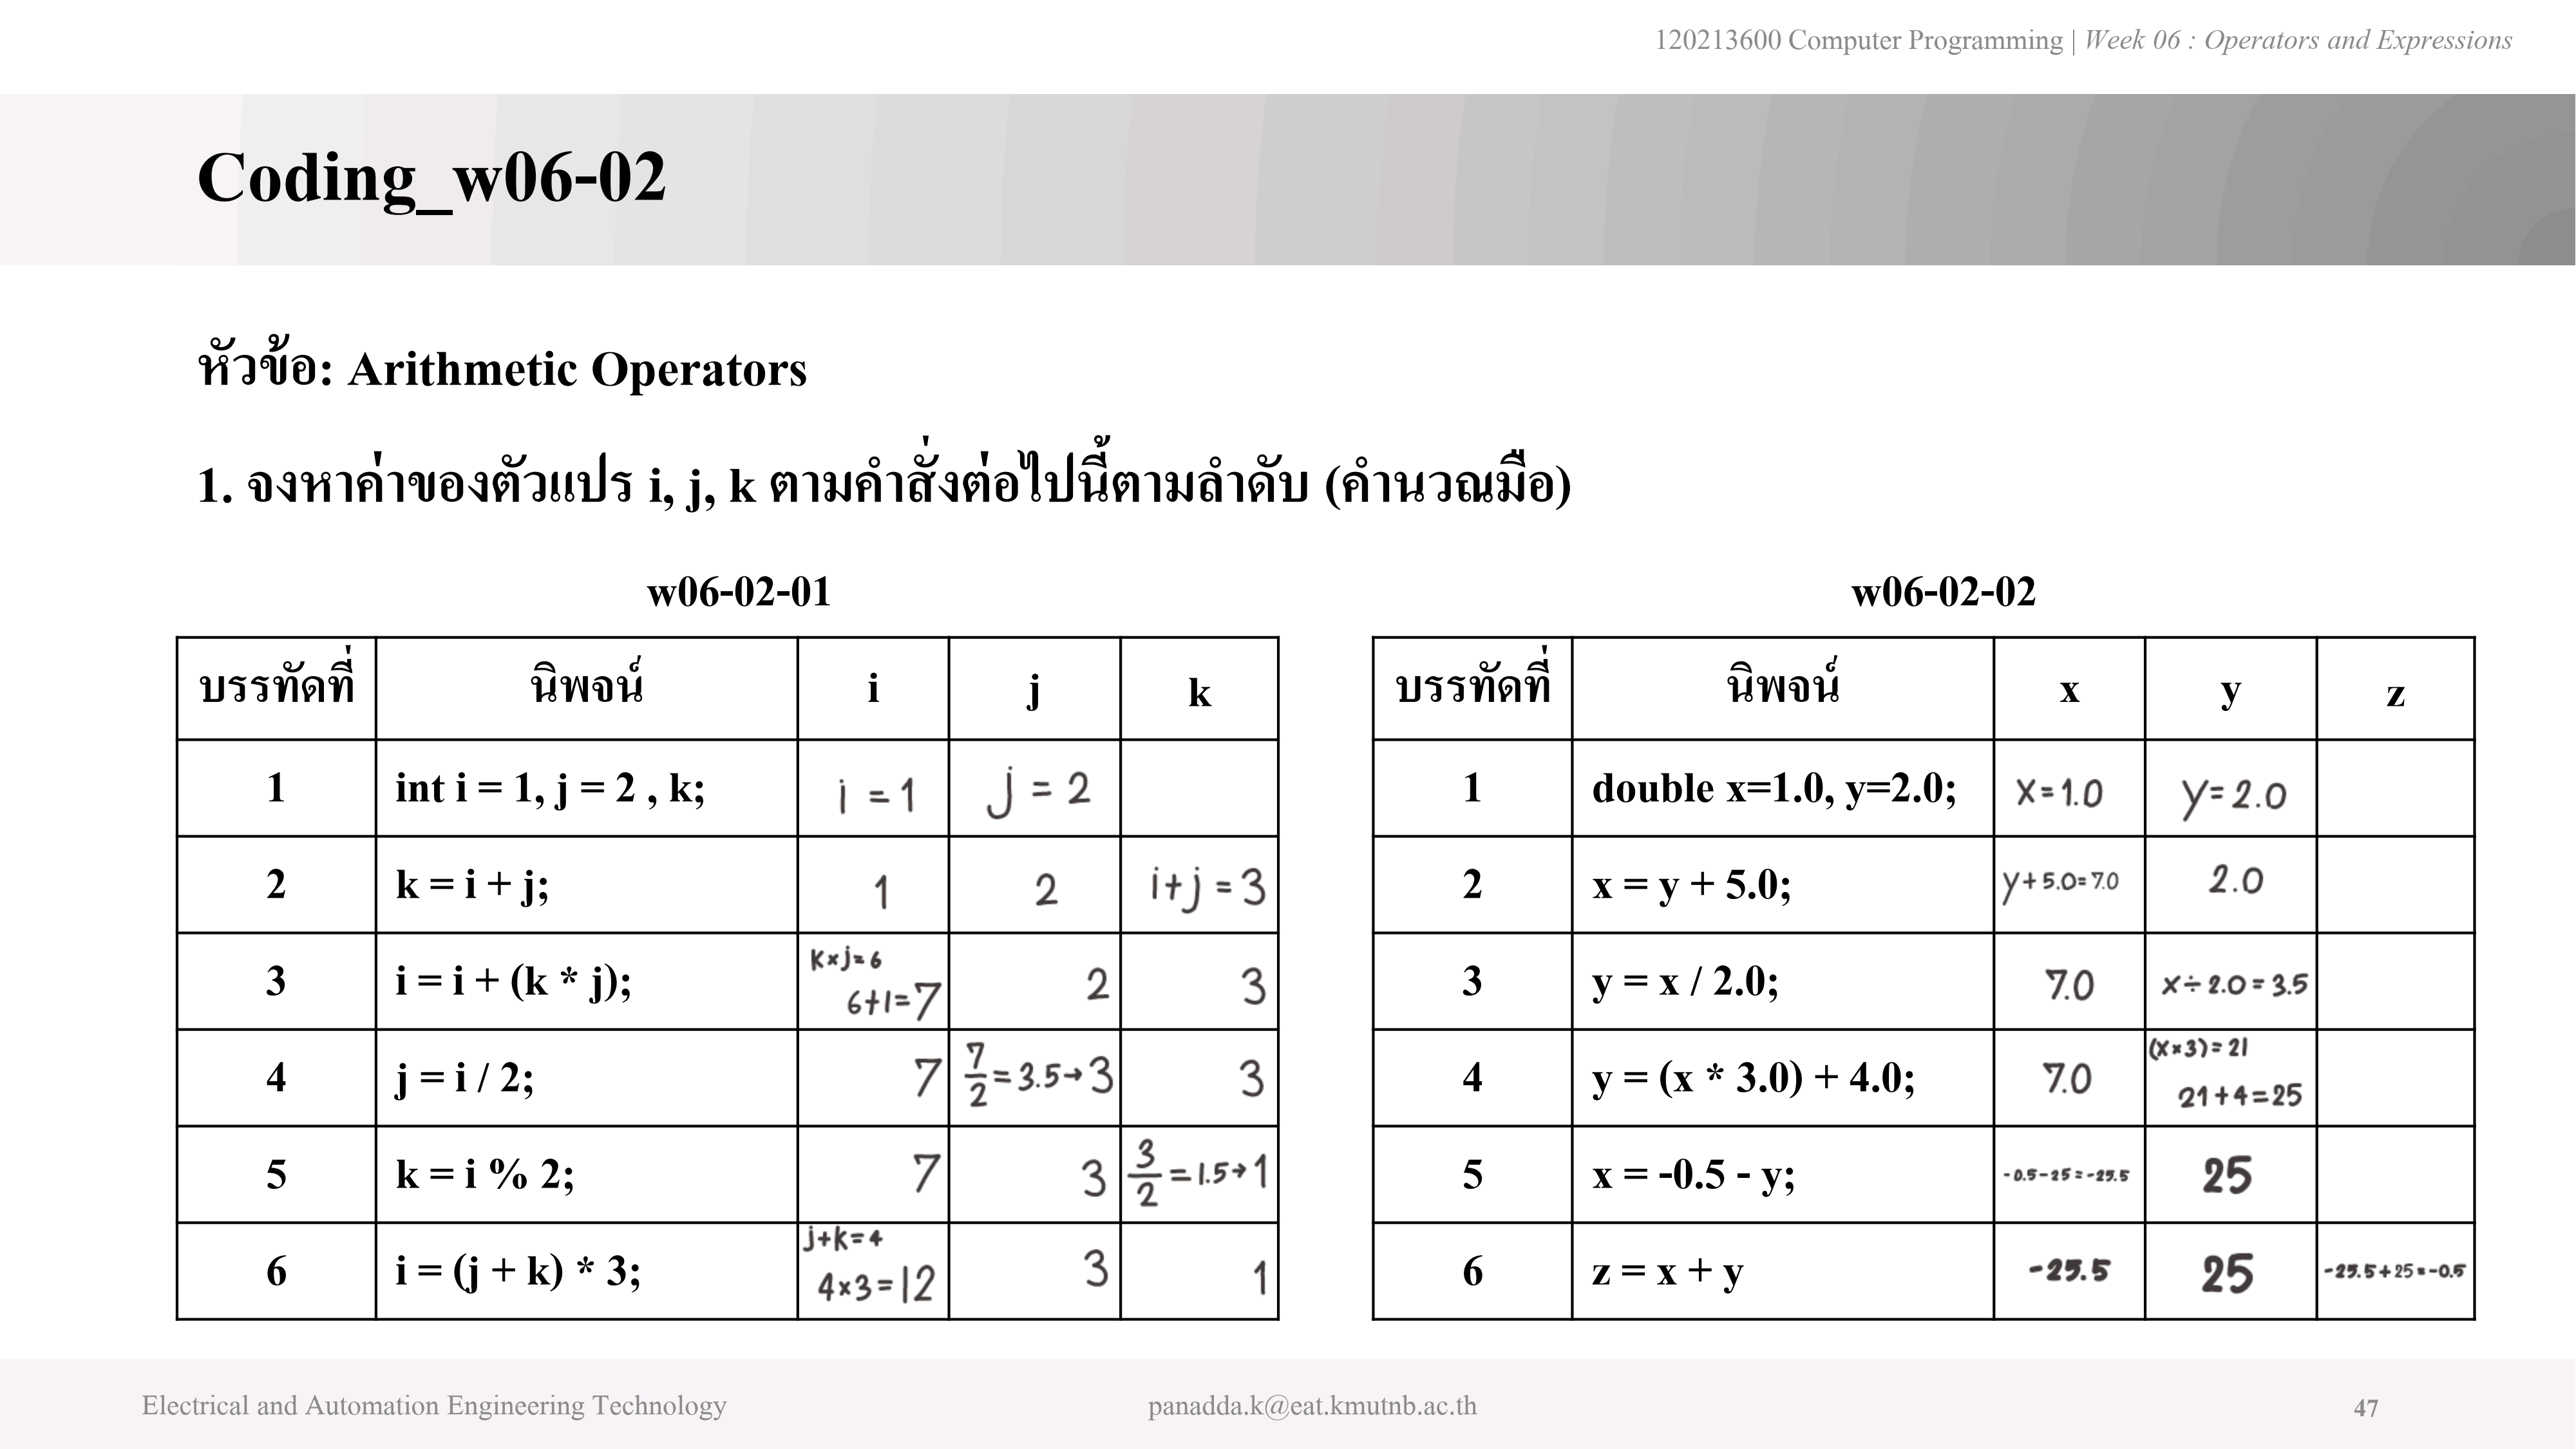 120213600 Computer Programming | Week 06 : Operators and Expressions
Coding_w06-02
หัวข้อ: Arithmetic Operators
1. จงหาค่าของตัวแปร i, j, k ตามคำสั่งต่อไปนี้ตามลำดับ (คำนวณมือ)
w06-02-01
บรรทัดที่ นิพจน์ i j k
1 int i = 1, j = 2 , k; i = 1 j = 2
2 k = i + j; 1 2 i+j = 3
3 i = i + (k * j); k×j=6 6+1=7 2 3
4 j = i / 2; 7 7/2 = 3.5→3 3
5 k = i % 2; 7 3 3/2 = 1.5→1
6 i = (j + k) * 3; j+k=4 4×3=12 3 1
w06-02-02
บรรทัดที่ นิพจน์ x y z
1 double x=1.0, y=2.0; x=1.0 y=2.0
2 x = y + 5.0; y+5.0=7.0 2.0
3 y = x / 2.0; 7.0 x÷2.0=3.5
4 y = (x * 3.0) + 4.0; 7.0 (x×3)=21 21+4=25
5 x = -0.5 - y; -0.5-25=-25.5 25
6 z = x + y -25.5 25 -25.5+25=-0.5
Electrical and Automation Engineering Technology
panadda.k@eat.kmutnb.ac.th
47